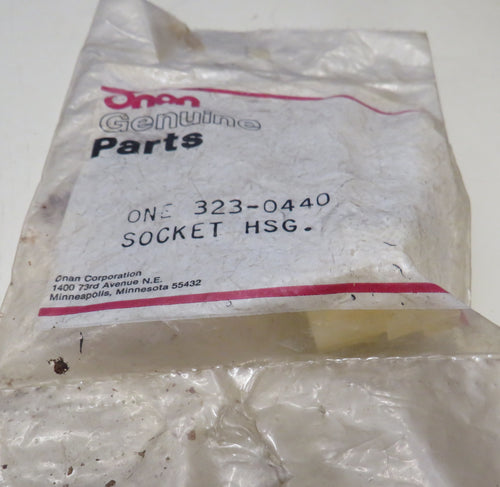 Onan
Genuine
Parts
ONE 323-0440
SOCKET HSG.
Onan Corporation
1400 73rd Avenue N.E.
Minneapolis, Minnesota 55432